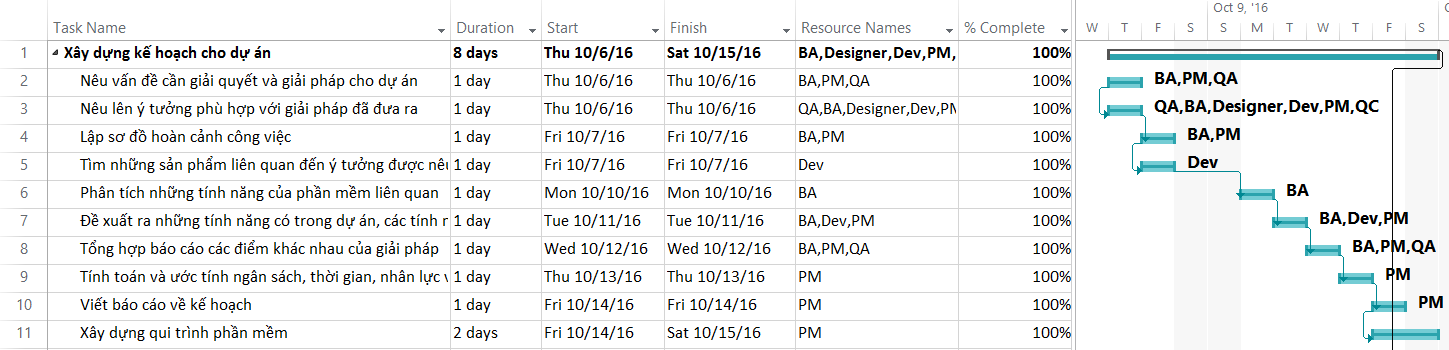 Oct 9, '16
Task Name Duration Start Finish Resource Names % Complete W T F S S M T W T F S
1 Xây dựng kế hoạch cho dự án 8 days Thu 10/6/16 Sat 10/15/16 BA,Designer,Dev,PM, 100%
2 Nêu vấn đề cần giải quyết và giải pháp cho dự án 1 day Thu 10/6/16 Thu 10/6/16 BA,PM,QA 100% BA,PM,QA
3 Nêu lên ý tưởng phù hợp với giải pháp đã đưa ra 1 day Thu 10/6/16 Thu 10/6/16 QA,BA,Designer,Dev,PM 100% QA,BA,Designer,Dev,PM,QC
4 Lập sơ đồ hoàn cảnh công việc 1 day Fri 10/7/16 Fri 10/7/16 BA,PM 100% BA,PM
5 Tìm những sản phẩm liên quan đến ý tưởng được nêu 1 day Fri 10/7/16 Fri 10/7/16 Dev 100% Dev
6 Phân tích những tính năng của phần mềm liên quan 1 day Mon 10/10/16 Mon 10/10/16 BA 100% BA
7 Đề xuất ra những tính năng có trong dự án, các tính 1 day Tue 10/11/16 Tue 10/11/16 BA,Dev,PM 100% BA,Dev,PM
8 Tổng hợp báo cáo các điểm khác nhau của giải pháp 1 day Wed 10/12/16 Wed 10/12/16 BA,PM,QA 100% BA,PM,QA
9 Tính toán và ước tính ngân sách, thời gian, nhân lực 1 day Thu 10/13/16 Thu 10/13/16 PM 100% PM
10 Viết báo cáo về kế hoạch 1 day Fri 10/14/16 Fri 10/14/16 PM 100% PM
11 Xây dựng qui trình phần mềm 2 days Fri 10/14/16 Sat 10/15/16 PM 100%